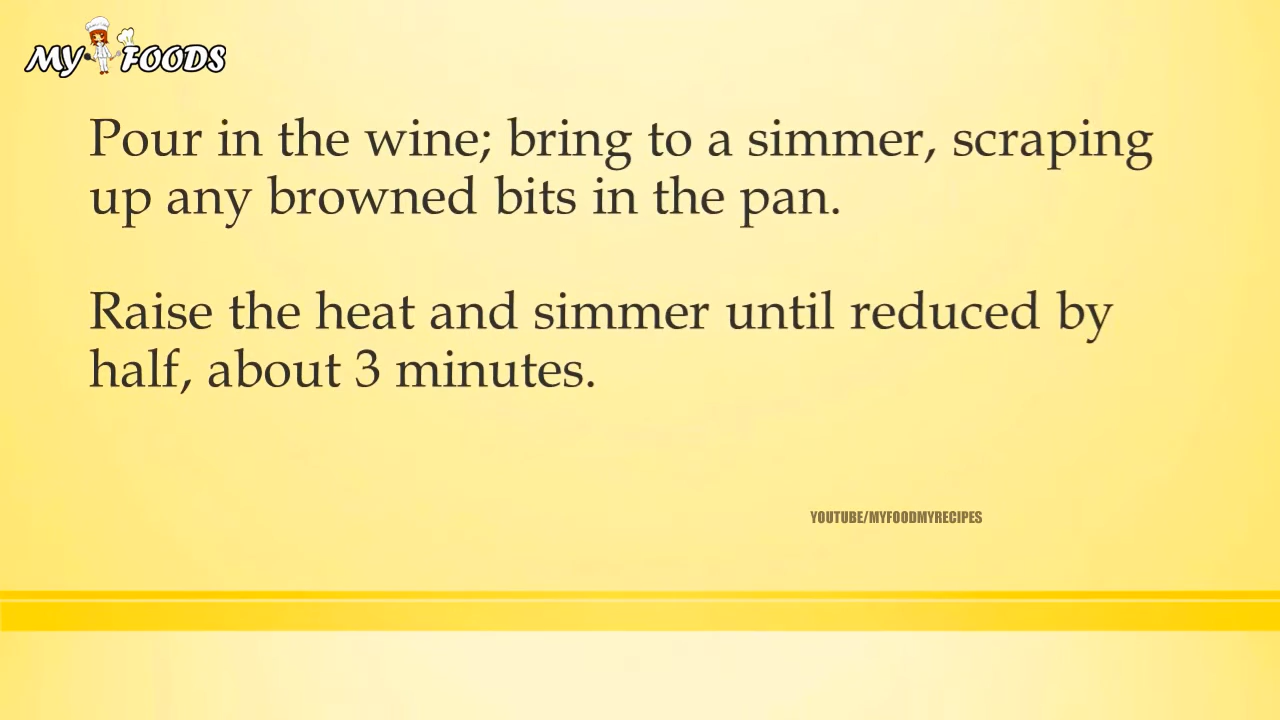 MY FOODS
Pour in the wine; bring to a simmer, scraping
up any browned bits in the pan.
Raise the heat and simmer until reduced by
half, about 3 minutes.
YOUTUBE/MYFOODMYRECIPES